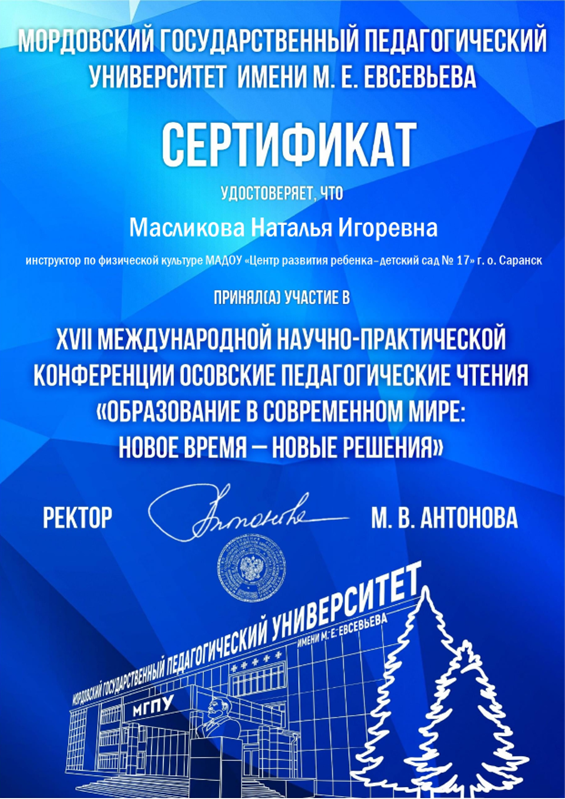 МОРДОВСКИЙ ГОСУДАРСТВЕННЫЙ ПЕДАГОГИЧЕСКИЙ
УНИВЕРСИТЕТ ИМЕНИ М. Е. ЕВСЕВЬЕВА
СЕРТИФИКАТ
УДОСТОВЕРЯЕТ, ЧТО
Масликова Наталья Игоревна
инструктор по физической культуре МАДОУ «Центр развития ребенка–детский сад № 17» г. о. Саранск
ПРИНЯЛ(А) УЧАСТИЕ В
XVII МЕЖДУНАРОДНОЙ НАУЧНО-ПРАКТИЧЕСКОЙ
КОНФЕРЕНЦИИ ОСОВСКИЕ ПЕДАГОГИЧЕСКИЕ ЧТЕНИЯ
«ОБРАЗОВАНИЕ В СОВРЕМЕННОМ МИРЕ:
НОВОЕ ВРЕМЯ – НОВЫЕ РЕШЕНИЯ»
РЕКТОР Антонова М. В. АНТОНОВА
МОРДОВСКИЙ ГОСУДАРСТВЕННЫЙ ПЕДАГОГИЧЕСКИЙ УНИВЕРСИТЕТ
ИМЕНИ М. Е. ЕВСЕВЬЕВА
МГПУ